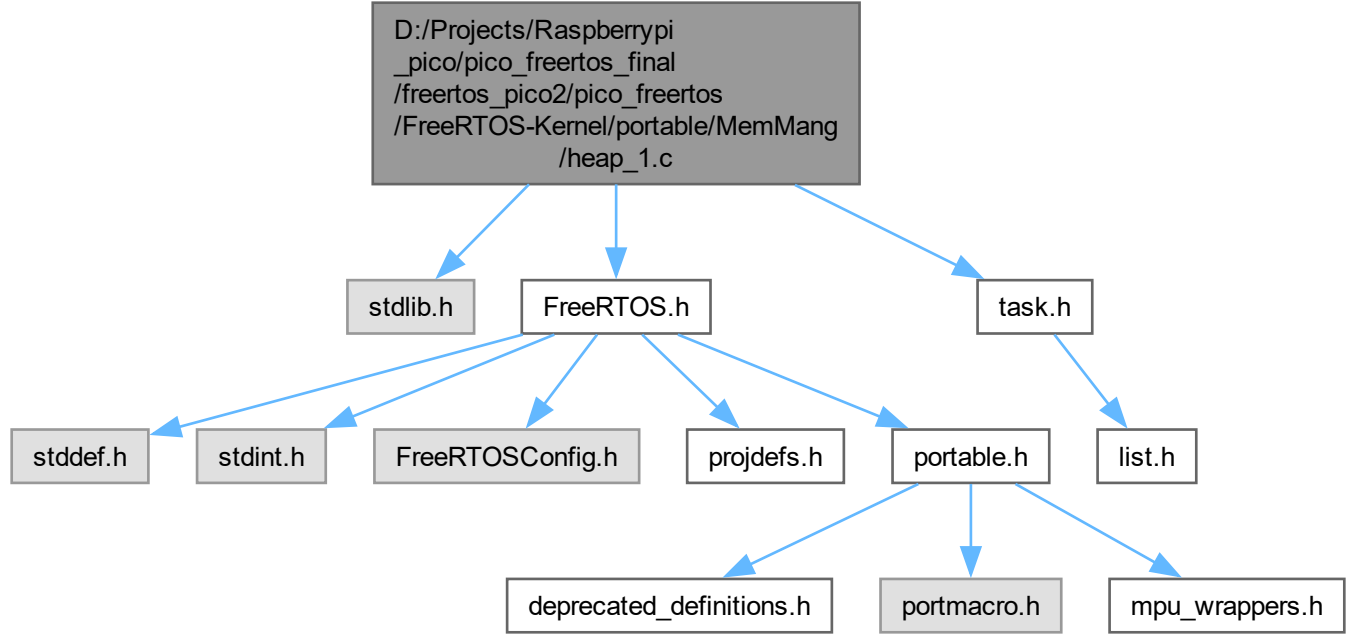 D:/Projects/Raspberrypi
_pico/pico_freertos_final
/freertos_pico2/pico_freertos
/FreeRTOS-Kernel/portable/MemMang
/heap_1.c
stdlib.h
FreeRTOS.h
task.h
stddef.h
stdint.h
FreeRTOSConfig.h
projdefs.h
portable.h
list.h
deprecated_definitions.h
portmacro.h
mpu_wrappers.h